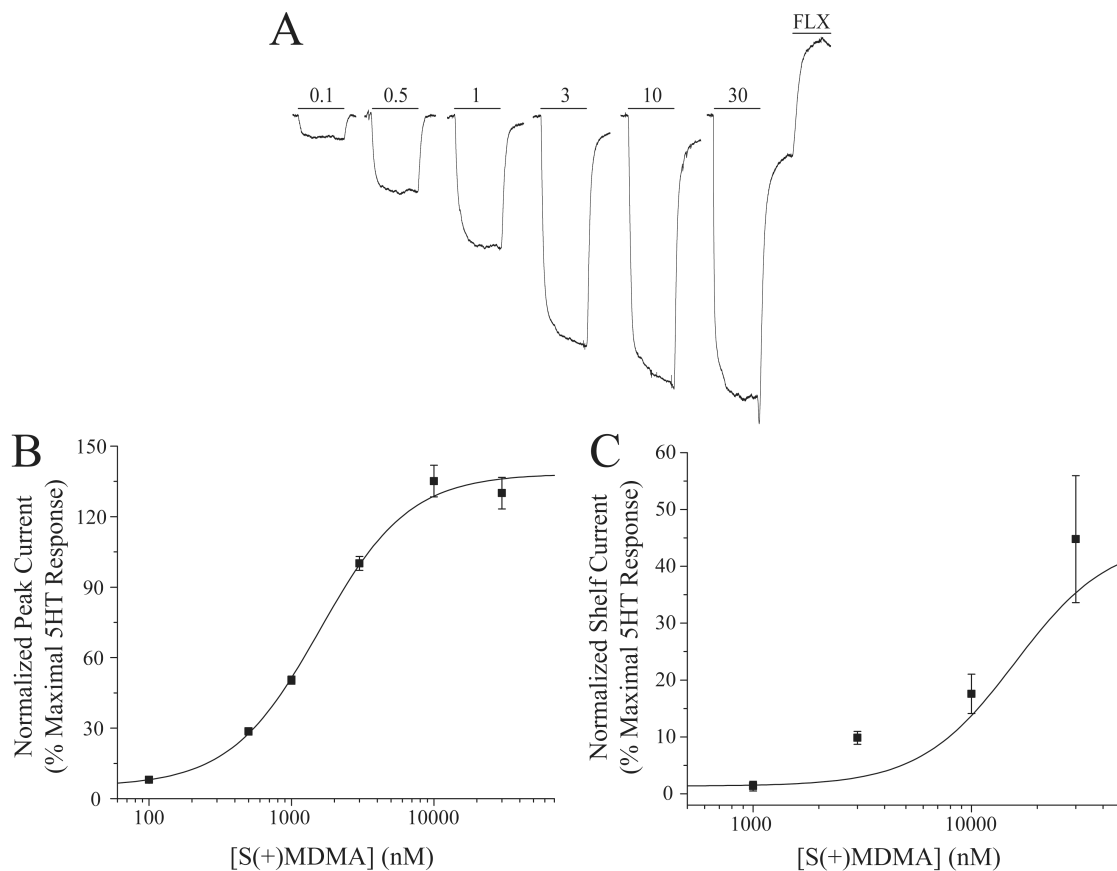 A
FLX
0.1 0.5 1 3 10 30
B
Normalized Peak Current
(% Maximal 5HT Response)
150
120
90
60
30
0
100 1000 10000
[S(+)MDMA] (nM)
C
Normalized Shelf Current
(% Maximal 5HT Response)
60
50
40
30
20
10
0
1000 10000
[S(+)MDMA] (nM)